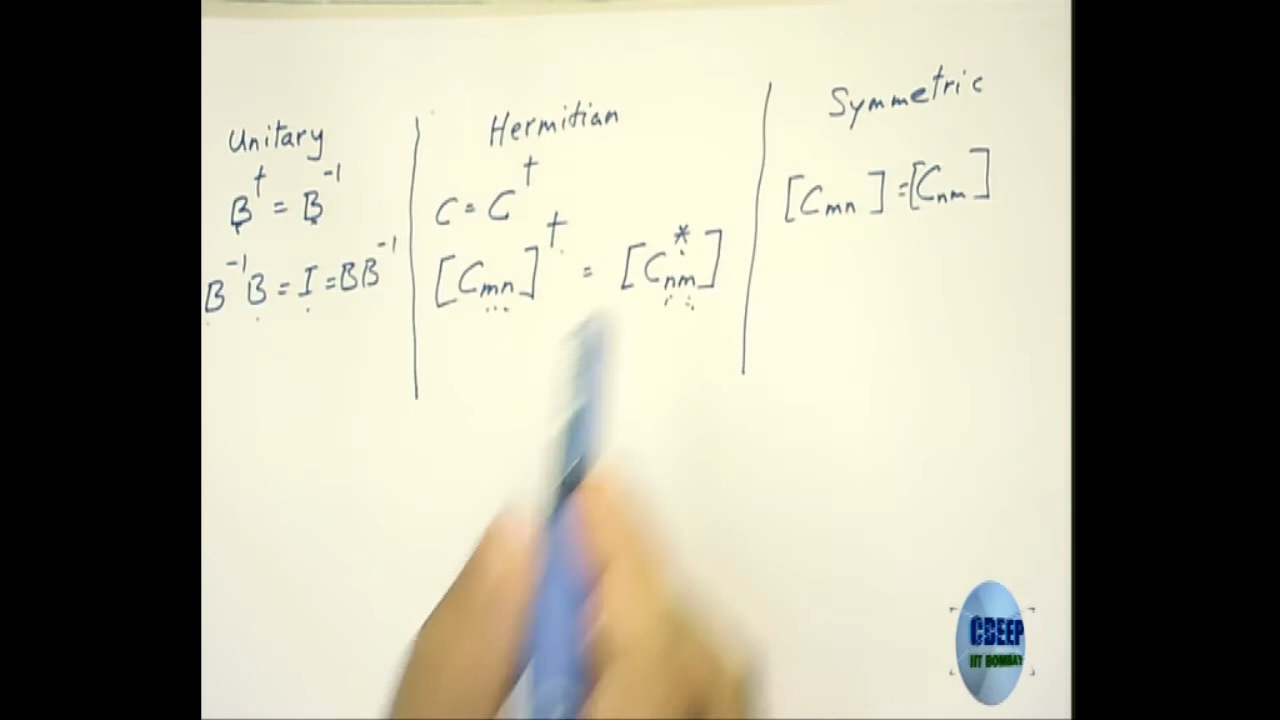 Unitary
B† = B⁻¹
B⁻¹B = I = BB⁻¹
Hermitian
C = C†
[Cmn]† = [C*nm]
Symmetric
[Cmn] = [Cnm]
CDEEP
IIT BOMBAY